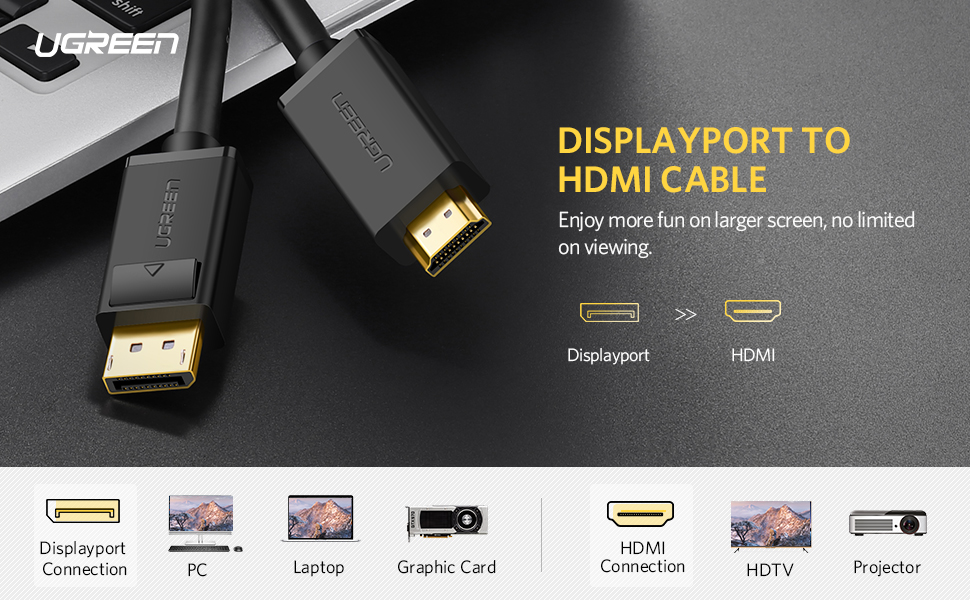 shift
UGREEN
UGREEN
UGREEN
DISPLAYPORT TO
HDMI CABLE
Enjoy more fun on larger screen, no limited
on viewing.
>>
Displayport
HDMI
Displayport
Connection
PC
Laptop
Graphic Card
HDMI
Connection
HDTV
Projector